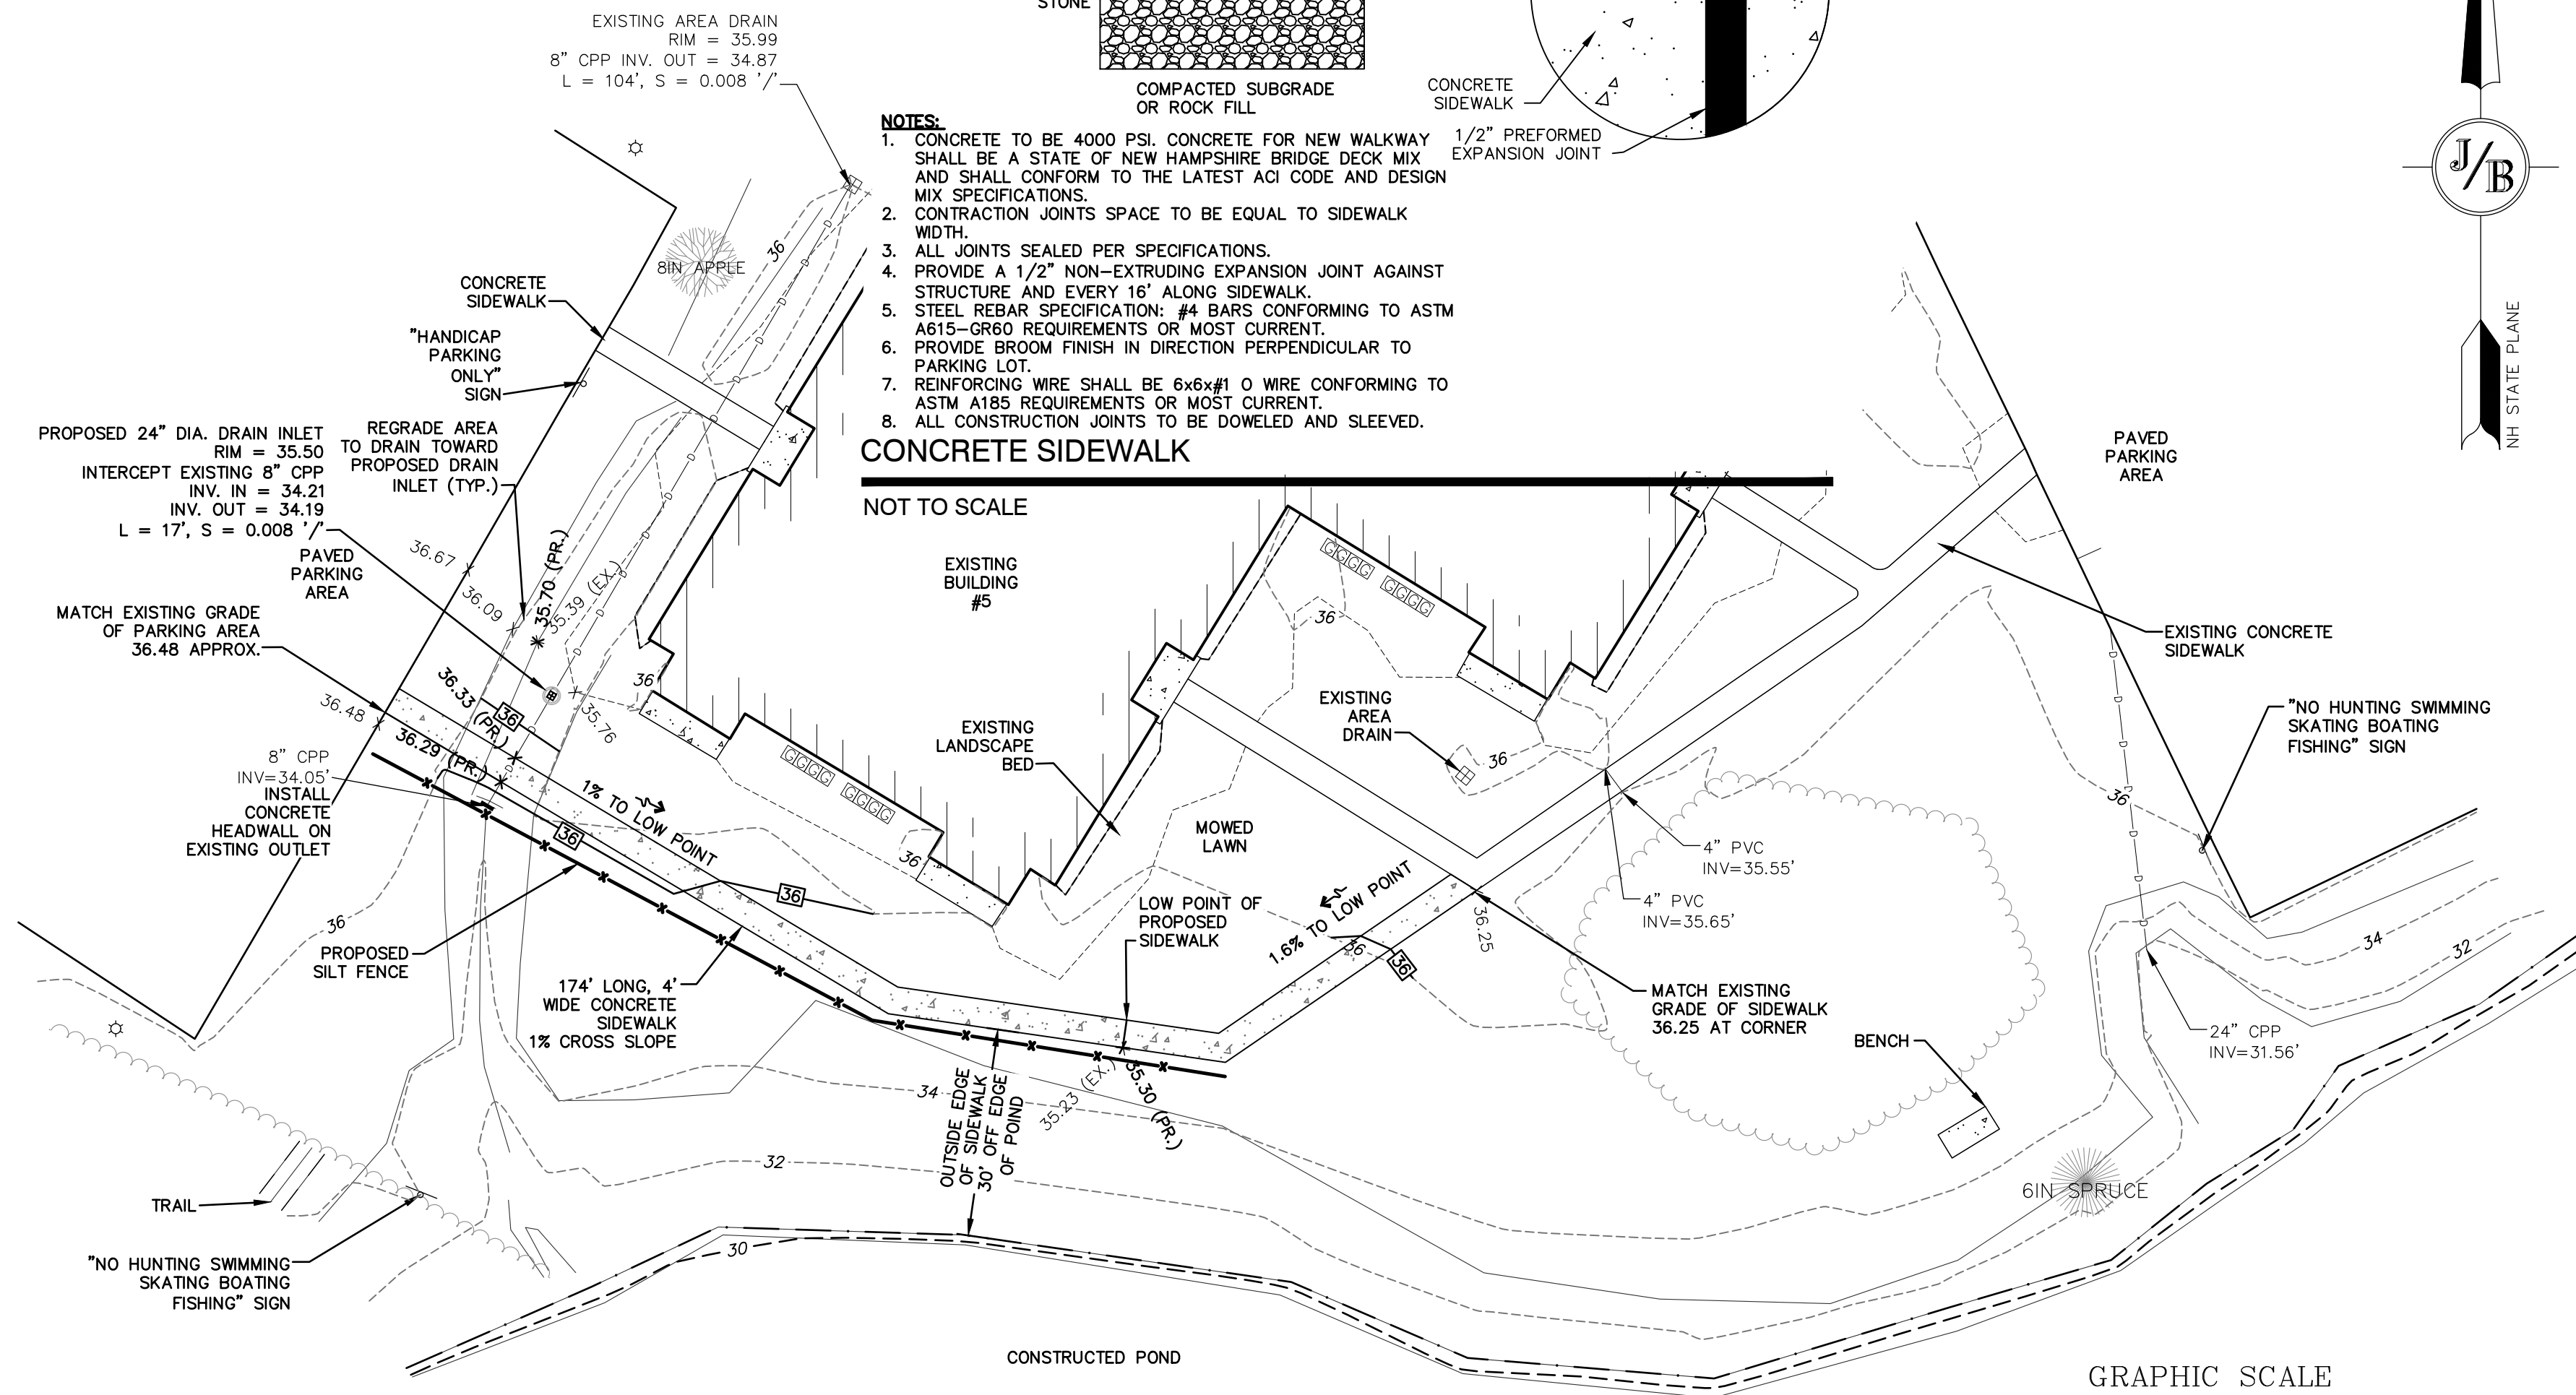 STONE
EXISTING AREA DRAIN
RIM = 35.99
8" CPP INV. OUT = 34.87
L = 104', S = 0.008 '/'
COMPACTED SUBGRADE
OR ROCK FILL
CONCRETE
SIDEWALK
1/2" PREFORMED
EXPANSION JOINT
NOTES:
1. CONCRETE TO BE 4000 PSI. CONCRETE FOR NEW WALKWAY
SHALL BE A STATE OF NEW HAMPSHIRE BRIDGE DECK MIX
AND SHALL CONFORM TO THE LATEST ACI CODE AND DESIGN
MIX SPECIFICATIONS.
2. CONTRACTION JOINTS SPACE TO BE EQUAL TO SIDEWALK
WIDTH.
3. ALL JOINTS SEALED PER SPECIFICATIONS.
4. PROVIDE A 1/2" NON-EXTRUDING EXPANSION JOINT AGAINST
STRUCTURE AND EVERY 16' ALONG SIDEWALK.
5. STEEL REBAR SPECIFICATION: #4 BARS CONFORMING TO ASTM
A615-GR60 REQUIREMENTS OR MOST CURRENT.
6. PROVIDE BROOM FINISH IN DIRECTION PERPENDICULAR TO
PARKING LOT.
7. REINFORCING WIRE SHALL BE 6x6x#1 0 WIRE CONFORMING TO
ASTM A185 REQUIREMENTS OR MOST CURRENT.
8. ALL CONSTRUCTION JOINTS TO BE DOWELED AND SLEEVED.
CONCRETE SIDEWALK
NOT TO SCALE
J/B
NH STATE PLANE
8IN APPLE
36
CONCRETE
SIDEWALK
"HANDICAP
PARKING
ONLY"
SIGN
REGRADE AREA
TO DRAIN TOWARD
PROPOSED DRAIN
INLET (TYP.)
PROPOSED 24" DIA. DRAIN INLET
RIM = 35.50
INTERCEPT EXISTING 8" CPP
INV. IN = 34.21
INV. OUT = 34.19
L = 17', S = 0.008 '/'
PAVED
PARKING
AREA
MATCH EXISTING GRADE
OF PARKING AREA
36.48 APPROX.
36.67
36.09
35.70 (PR.)
35.39 (EX.)
36.48
36.33 (PR.)
36.29 (PR.)
36
35.76
36
8" CPP
INV=34.05'
INSTALL
CONCRETE
HEADWALL ON
EXISTING OUTLET
36
1% TO LOW POINT
36
36
36
PROPOSED
SILT FENCE
174' LONG, 4'
WIDE CONCRETE
SIDEWALK
1% CROSS SLOPE
GGGG GGGG
EXISTING
BUILDING
#5
EXISTING
LANDSCAPE
BED
MOWED
LAWN
GGGG GGGG
36
EXISTING
AREA
DRAIN
36
LOW POINT OF
PROPOSED
SIDEWALK
1.6% TO LOW POINT
36
36
36.25
4" PVC
INV=35.55'
4" PVC
INV=35.65'
MATCH EXISTING
GRADE OF SIDEWALK
36.25 AT CORNER
BENCH
PAVED
PARKING
AREA
EXISTING CONCRETE
SIDEWALK
"NO HUNTING SWIMMING
SKATING BOATING
FISHING" SIGN
36
34
32
24" CPP
INV=31.56'
6IN SPRUCE
35.23 (EX.)
35.30 (PR.)
OUTSIDE EDGE
OF SIDEWALK
30' OFF EDGE
OF POIND
34
32
30
TRAIL
"NO HUNTING SWIMMING
SKATING BOATING
FISHING" SIGN
CONSTRUCTED POND
GRAPHIC SCALE